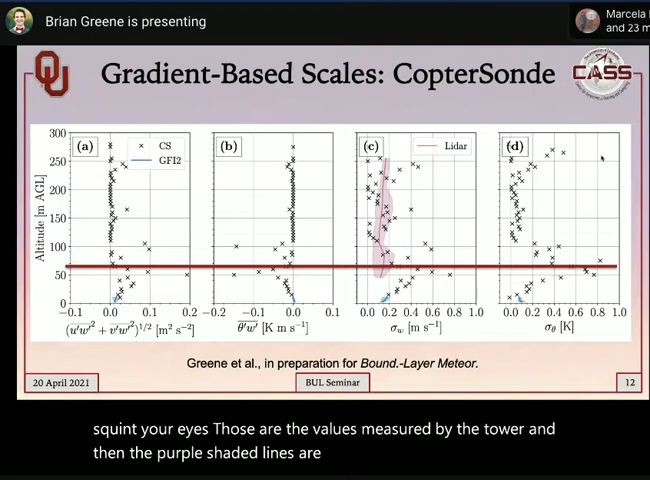 Brian Greene is presenting
Marcela
and 23 m
OU
Gradient-Based Scales: CopterSonde
CASS
300
250
200
150
100
50
0
Altitude [m AGL]
(a)
CS
GFI2
(b)
(c)
Lidar
(d)
−0.1 0.0 0.1 0.2
−0.2 −0.1 0.0 0.1
0.0 0.2 0.4 0.6 0.8 1.0
0.0 0.2 0.4 0.6 0.8 1.0
(u'w'² + v'w'²)^1/2 [m² s⁻²]
θ'w' [K m s⁻¹]
σw [m s⁻¹]
σθ [K]
Greene et al., in preparation for Bound.-Layer Meteor.
20 April 2021
BUL Seminar
12
squint your eyes Those are the values measured by the tower and
then the purple shaded lines are